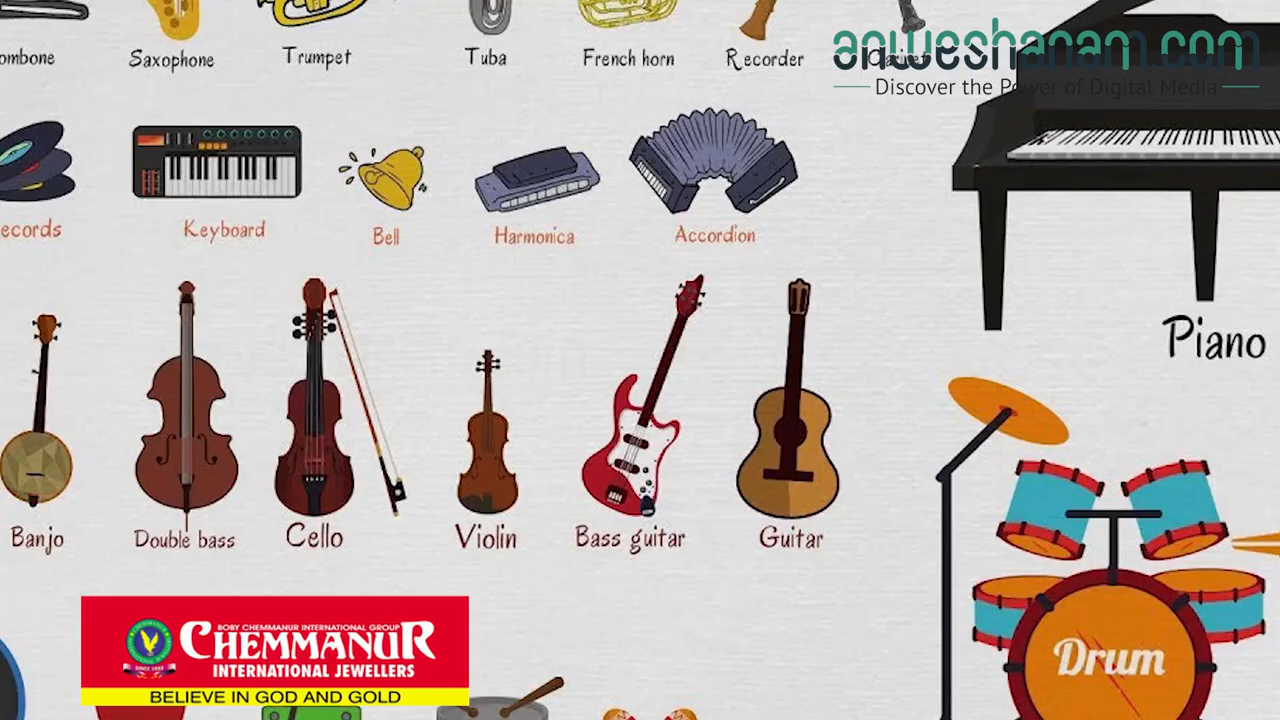 ombone
Saxophone
Trumpet
Tuba
French horn
Recorder
Clarinet
anweshanam.com
Discover the Power of Digital Media
ecords
Keyboard
Bell
Harmonica
Accordion
Piano
Banjo
Double bass
Cello
Violin
Bass guitar
Guitar
Drum
BOBY CHEMMANUR INTERNATIONAL GROUP
CHEMMANUR
INTERNATIONAL JEWELLERS
BELIEVE IN GOD AND GOLD